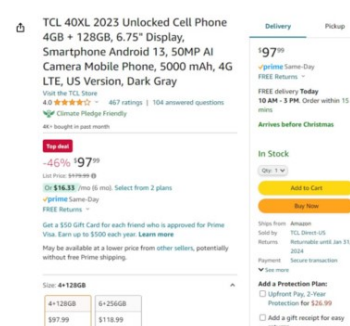 TCL 40XL 2023 Unlocked Cell Phone
4GB + 128GB, 6.75" Display,
Smartphone Android 13, 50MP AI
Camera Mobile Phone, 5000 mAh, 4G
LTE, US Version, Dark Gray
Visit the TCL Store
4.0 467 ratings | 104 answered questions
Climate Pledge Friendly
4K+ bought in past month
Top deal
-46% $9799
List Price: $179.99
Or $16.33 /mo (6 mo). Select from 2 plans
prime Same-Day
FREE Returns
Get a $50 Gift Card for each friend who is approved for Prime
Visa. Earn up to $500 each year. Learn more
May be available at a lower price from other sellers, potentially
without free Prime shipping.
Size: 4+128GB
4+128GB 6+256GB
$97.99 $118.99
Delivery Pickup
$9799
prime Same-Day
FREE Returns
FREE delivery Today
10 AM - 3 PM. Order within 15
mins
Arrives before Christmas
In Stock
Qty: 1
Add to Cart
Buy Now
Ships from Amazon
Sold by TCL Direct-US
Returns Returnable until Jan 31,
2024
Payment Secure transaction
See more
Add a Protection Plan:
Upfront Pay, 2-Year
Protection for $26.99
Add a gift receipt for easy